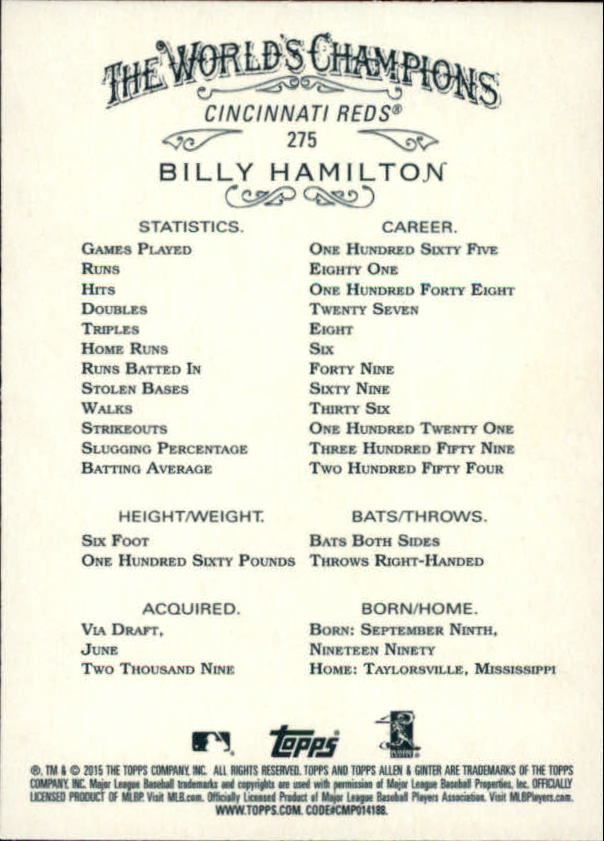 THE WORLD'S CHAMPIONS
CINCINNATI REDS®
275
BILLY HAMILTON
STATISTICS. CAREER.
GAMES PLAYED ONE HUNDRED SIXTY FIVE
RUNS EIGHTY ONE
HITS ONE HUNDRED FORTY EIGHT
DOUBLES TWENTY SEVEN
TRIPLES EIGHT
HOME RUNS SIX
RUNS BATTED IN FORTY NINE
STOLEN BASES SIXTY NINE
WALKS THIRTY SIX
STRIKEOUTS ONE HUNDRED TWENTY ONE
SLUGGING PERCENTAGE THREE HUNDRED FIFTY NINE
BATTING AVERAGE TWO HUNDRED FIFTY FOUR
HEIGHT/WEIGHT. BATS/THROWS.
SIX FOOT BATS BOTH SIDES
ONE HUNDRED SIXTY POUNDS THROWS RIGHT-HANDED
ACQUIRED. BORN/HOME.
VIA DRAFT, BORN: SEPTEMBER NINTH,
JUNE NINETEEN NINETY
TWO THOUSAND NINE HOME: TAYLORSVILLE, MISSISSIPPI
topps
®, TM & © 2015 THE TOPPS COMPANY, INC. ALL RIGHTS RESERVED. TOPPS AND TOPPS ALLEN & GINTER ARE TRADEMARKS OF THE TOPPS
COMPANY, INC. Major League Baseball trademarks and copyrights are used with permission of Major League Baseball Properties, Inc. OFFICIALLY
LICENSED PRODUCT OF MLBP. Visit MLB.com. Officially Licensed Product of Major League Baseball Players Association. Visit MLBPlayers.com.
WWW.TOPPS.COM. CODE#CMP014188.